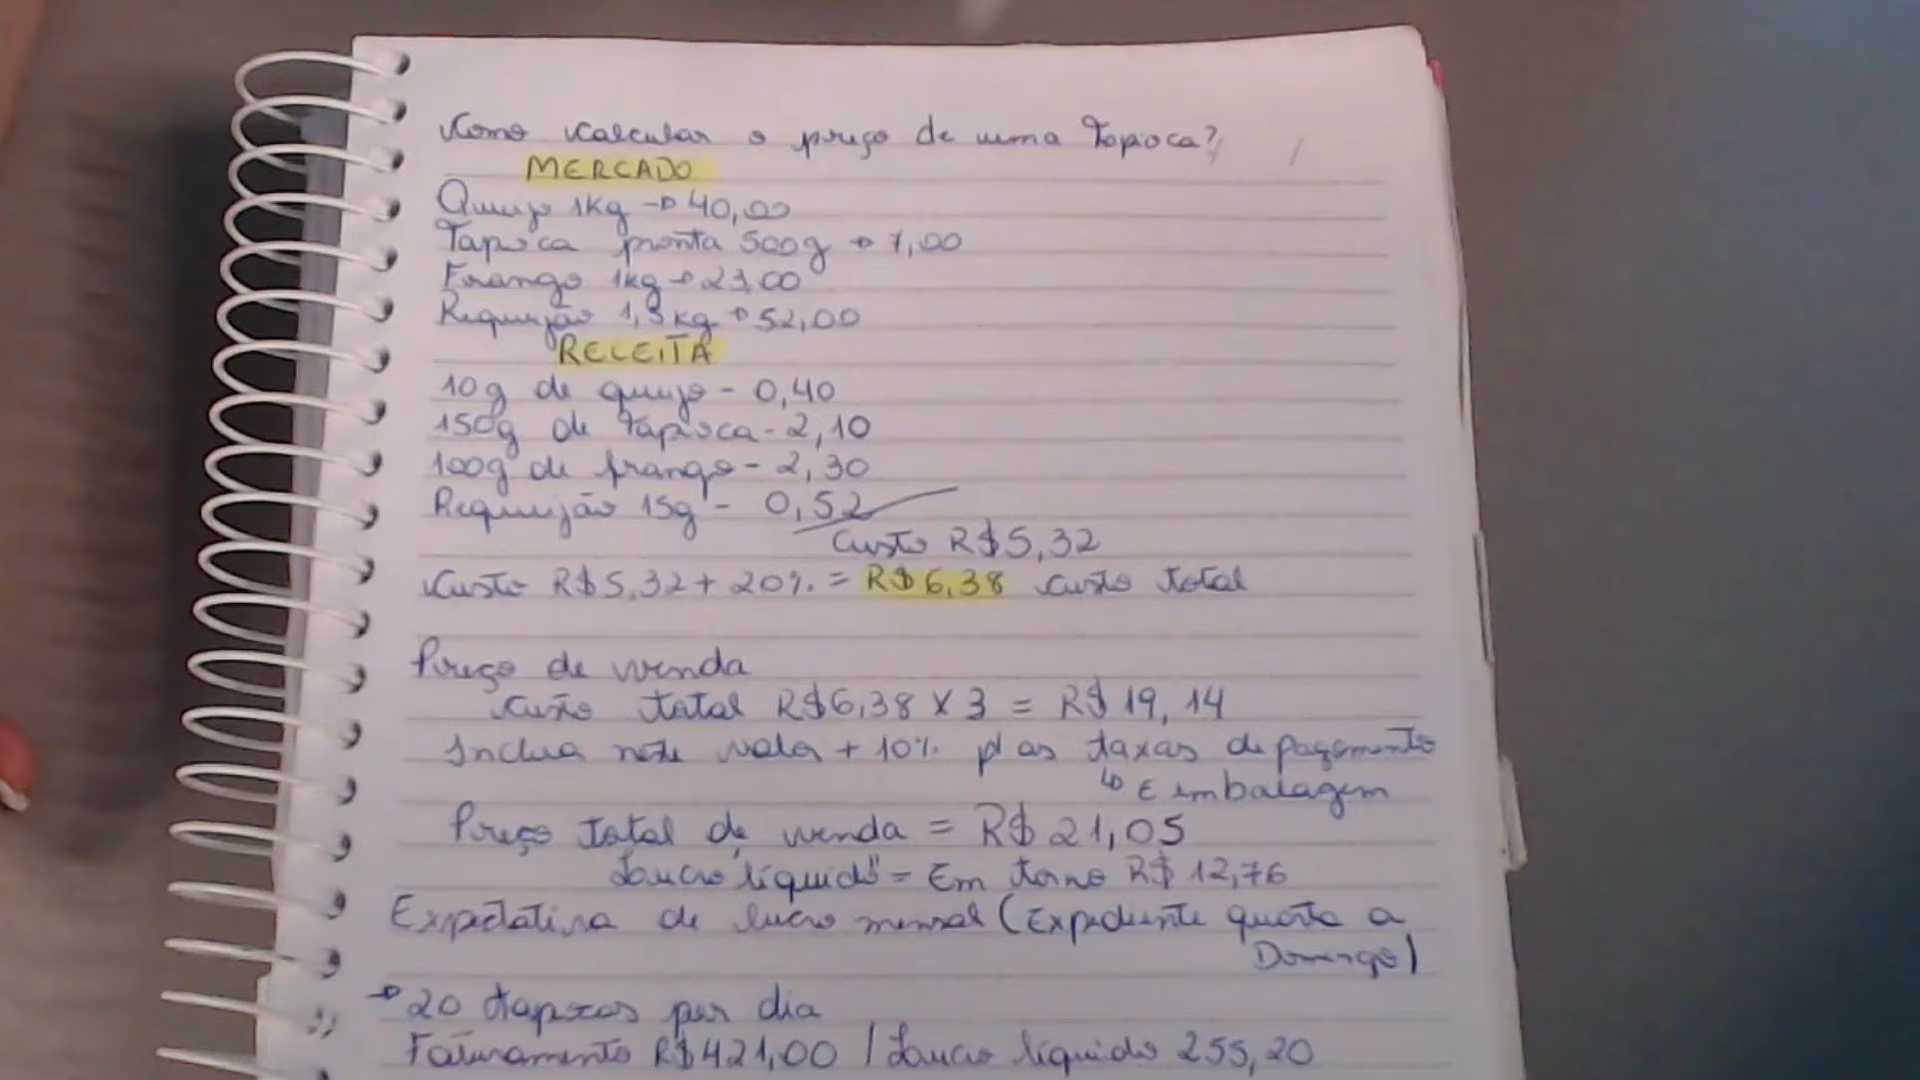 Como calcular o preço de uma Tapioca?
MERCADO
Queijo 1kg → 40,00
Tapioca pronta 500g → 7,00
Frango 1kg → 23,00
Requeijão 1,5kg → 52,00
RECEITA
10g de queijo - 0,40
150g de tapioca - 2,10
100g de frango - 2,30
Requeijão 15g - 0,52
Custo R$5,32
Custo R$5,32 + 20% = R$6,38 custo total
Preço de venda
Custo total R$6,38 X 3 = R$ 19,14
Inclua neste valor + 10% p/ as taxas de pagamento
↳ E embalagem
Preço total de venda = R$ 21,05
Lucro "líquido" = Em torno R$ 12,76
Expectativa de lucro mensal (Expediente quarta a
Domingo)
→ 20 tapiocas por dia
Faturamento R$421,00 / Lucro líquido 255,20